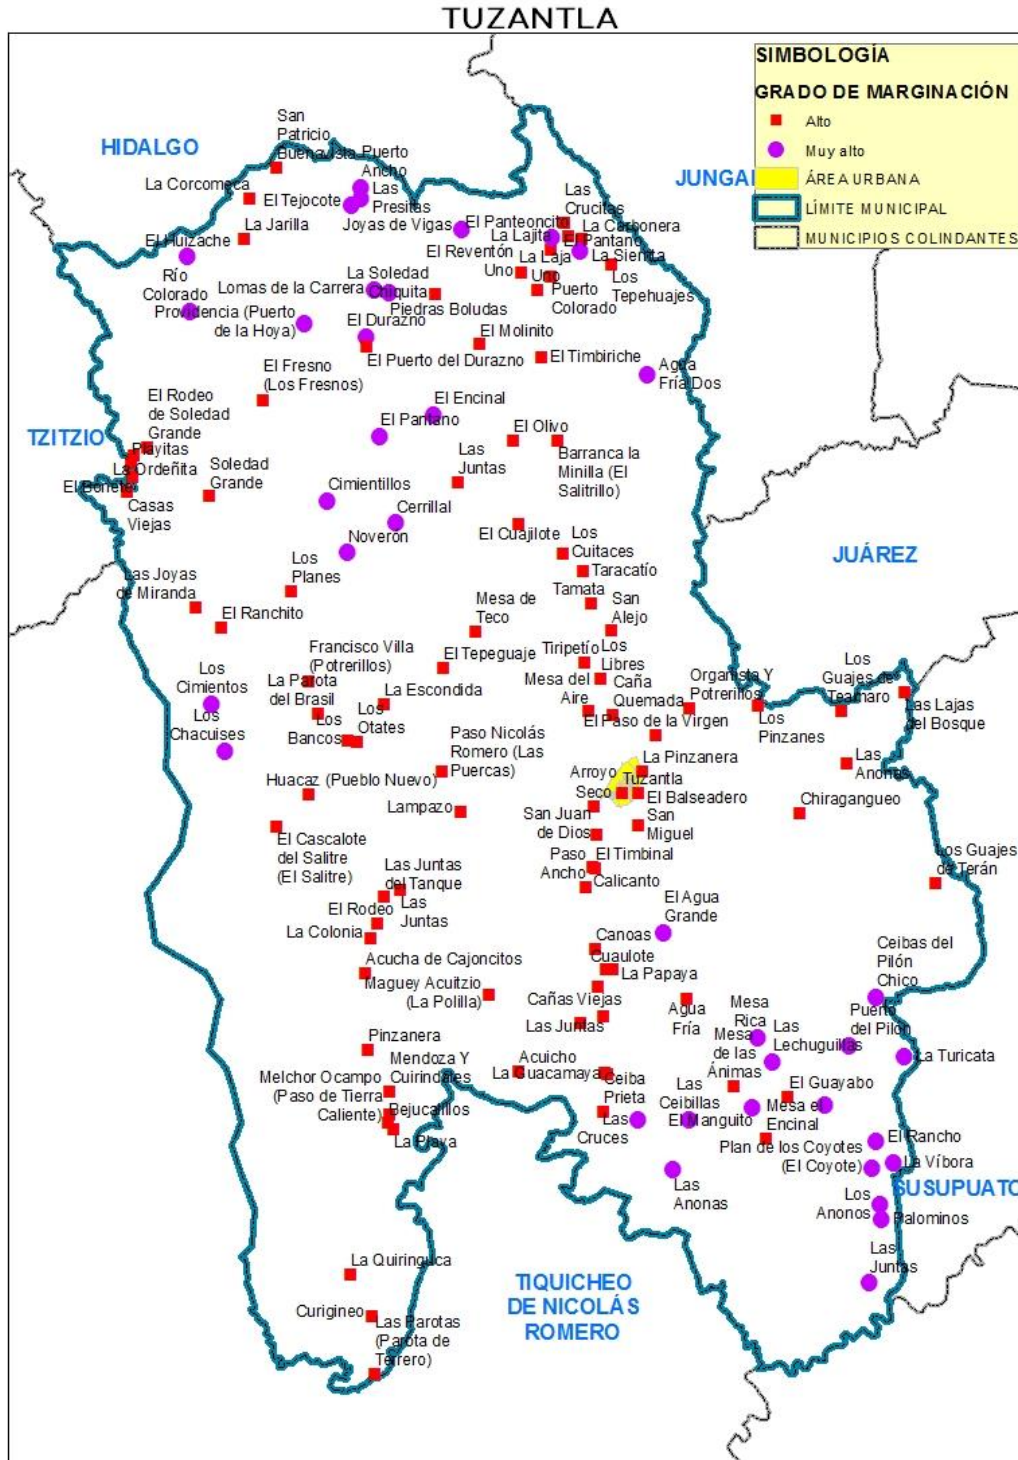 TUZANTLA
SIMBOLOGÍA
GRADO DE MARGINACIÓN
Alto
Muy alto
ÁREA URBANA
LÍMITE MUNICIPAL
MUNICIPIOS COLINDANTES
HIDALGO
JUNGA
TZITZIO
JUÁREZ
SUSUPUATO
TIQUICHEO
DE NICOLÁS
ROMERO
San
Patricio
Buenavista
Puerto
Ancho
La Corcomeca
El Tejocote
Las
Presitas
La Jarilla
Joyas de Vigas
El Panteoncito
Las
Crucitas
La Lajita
La Carbonera
El Pantano
El Huizache
El Reventón
Uno
La Laja
Uno
La Sierrita
Los
Tepehuajes
Puerto
Colorado
Río
Colorado
Lomas de la Carrera
La Soledad
Chiquita
Piedras Boludas
Providencia (Puerto
de la Hoya)
El Durazno
El Puerto del Durazno
El Molinito
El Timbiriche
Agua
Fría Dos
El Fresno
(Los Fresnos)
El Encinal
El Pantano
El Rodeo
de Soledad
Grande
Playitas
La Ordeñita
El Bonete
Casas
Viejas
Soledad
Grande
El Olivo
Barranca la
Minilla (El
Salitrillo)
Las
Juntas
Cimientillos
Cerrillal
Noverón
El Cuajilote
Los
Cuitaces
Taracatío
Tamata
San
Alejo
Los
Planes
Las Joyas
de Miranda
El Ranchito
Mesa de
Teco
El Tepeguaje
Tiripetío
Los
Libres
Mesa del
Aire
Caña
Quemada
Francisco Villa
(Potrerillos)
La Parota
del Brasil
La Escondida
Los
Otates
Los
Bancos
Los
Cimientos
Los
Chacuises
Organista Y
Potrerillos
Los
Guajes de
Teamaro
Las Lajas
del Bosque
Los
Pinzanes
El Paso de la Virgen
Las
Anonas
Paso Nicolás
Romero (Las
Puercas)
La Pinzanera
Arroyo
Seco
Tuzantla
El Balseadero
Huacaz (Pueblo Nuevo)
Lampazo
Chiragangueo
San Juan
de Dios
San
Miguel
El Cascalote
del Salitre
(El Salitre)
Paso
Ancho
El Timbinal
Calicanto
Los Guajes
de Terán
Las Juntas
del Tanque
Las
Juntas
El Rodeo
La Colonia
El Agua
Grande
Canoas
Cuaulote
La Papaya
Acucha de Cajoncitos
Maguey Acuitzio
(La Polilla)
Cañas Viejas
Las Juntas
Agua
Fría
Ceibas del
Pilón
Chico
Puerto
del Pilón
Mesa
Rica
Las
Lechuguillas
La Turicata
Mesa
de las
Ánimas
Pinzanera
Mendoza Y
Cuirindales
Melchor Ocampo
(Paso de Tierra
Caliente)
Bejucalillos
La Playa
Acuicho
La Guacamaya
Ceiba
Prieta
Las
Cruces
Las
Ceibillas
El Manguito
El Guayabo
Mesa el
Encinal
Plan de los Coyotes
(El Coyote)
El Rancho
La Víbora
Las
Anonas
Los
Anonos
Palominos
Las
Juntas
La Quiringuca
Curigineo
Las Parotas
(Parota de
Terrero)